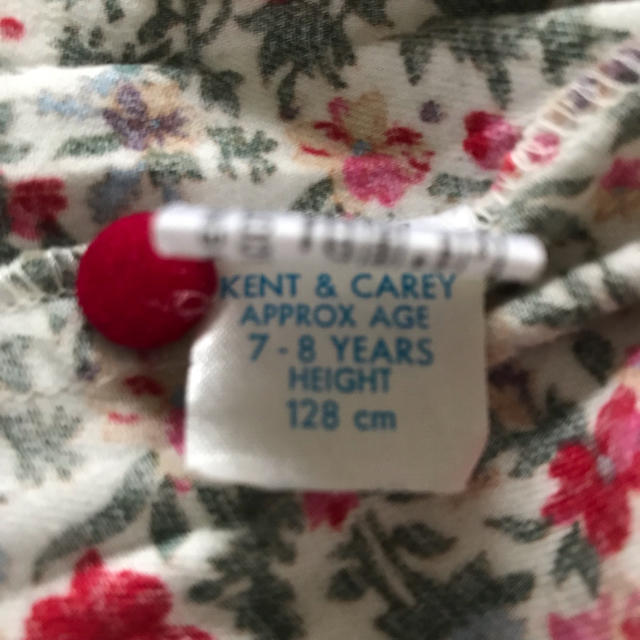 KENT & CAREY
APPROX AGE
7-8 YEARS
HEIGHT
128 cm